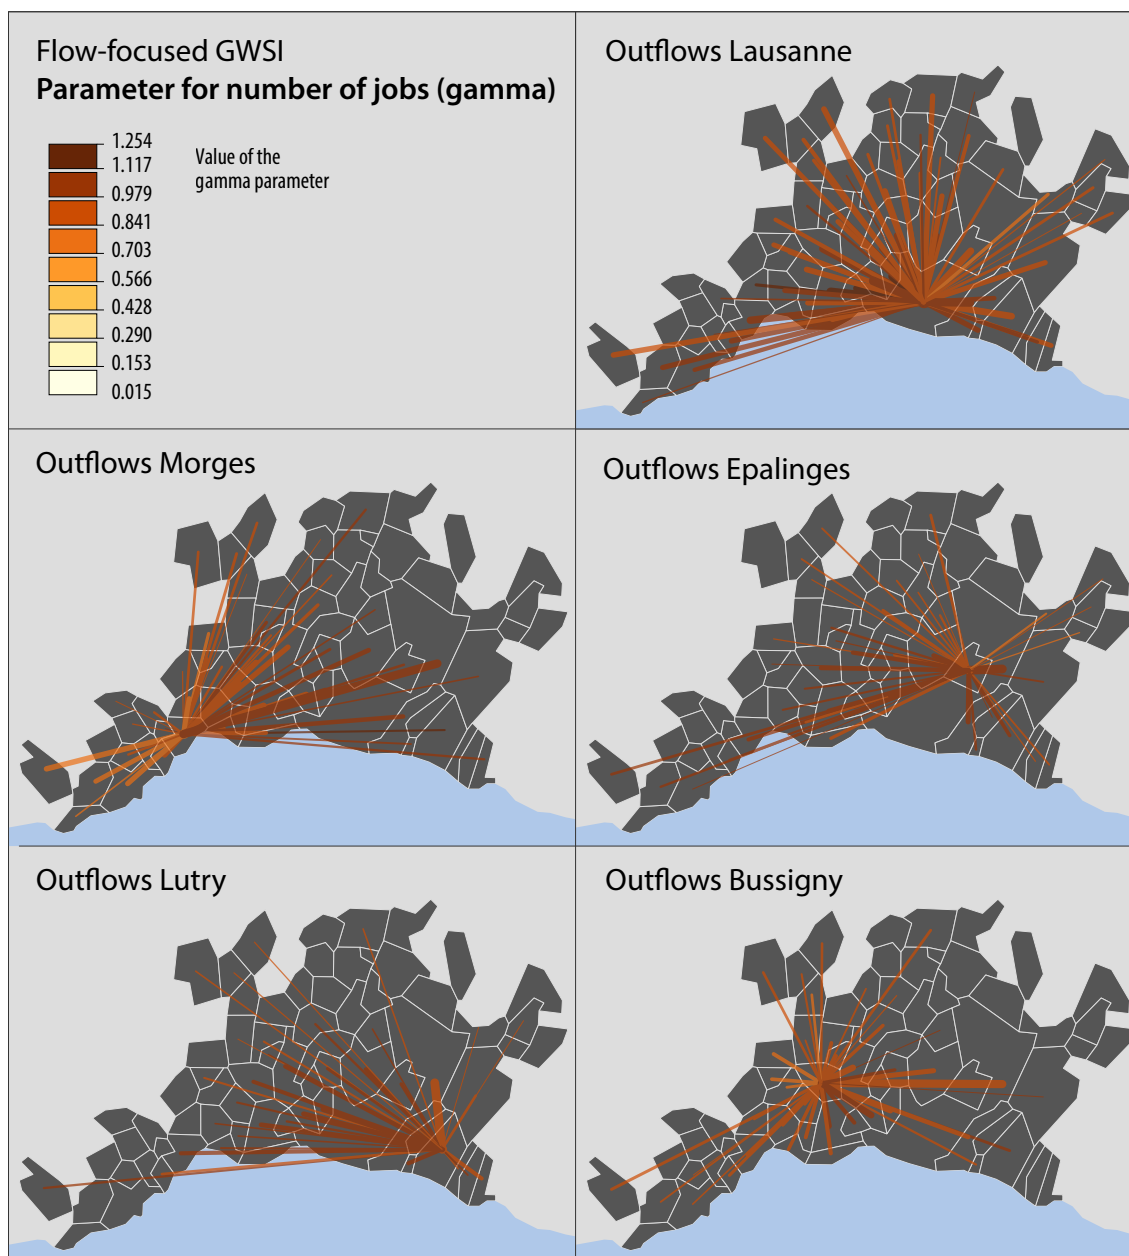 Flow-focused GWSI
Parameter for number of jobs (gamma)
1.254
1.117
0.979
0.841
0.703
0.566
0.428
0.290
0.153
0.015
Value of the
gamma parameter
Outflows Lausanne
Outflows Morges
Outflows Epalinges
Outflows Lutry
Outflows Bussigny